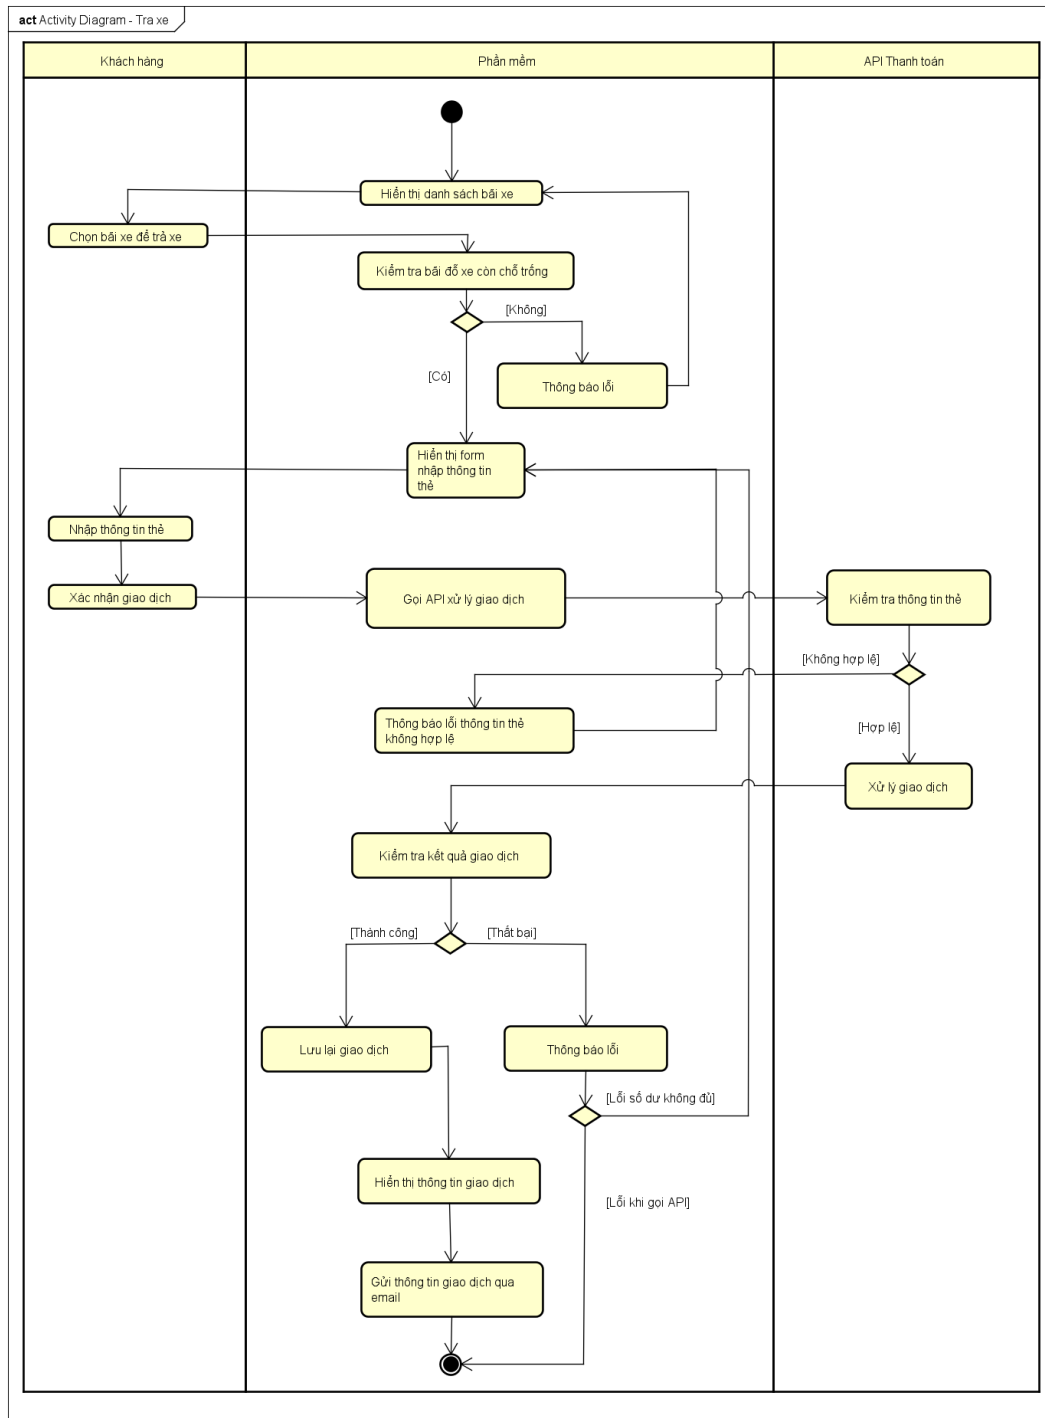 act Activity Diagram - Tra xe
Khách hàng
Phần mềm
API Thanh toán
Hiển thị danh sách bãi xe
Chọn bãi xe để trả xe
Kiểm tra bãi đỗ xe còn chỗ trống
[Không]
[Có]
Thông báo lỗi
Hiển thị form
nhập thông tin
thẻ
Nhập thông tin thẻ
Xác nhận giao dịch
Gọi API xử lý giao dịch
Kiểm tra thông tin thẻ
[Không hợp lệ]
Thông báo lỗi thông tin thẻ
không hợp lệ
[Hợp lệ]
Xử lý giao dịch
Kiểm tra kết quả giao dịch
[Thành công]
[Thất bại]
Lưu lại giao dịch
Thông báo lỗi
[Lỗi số dư không đủ]
Hiển thị thông tin giao dịch
[Lỗi khi gọi API]
Gửi thông tin giao dịch qua
email